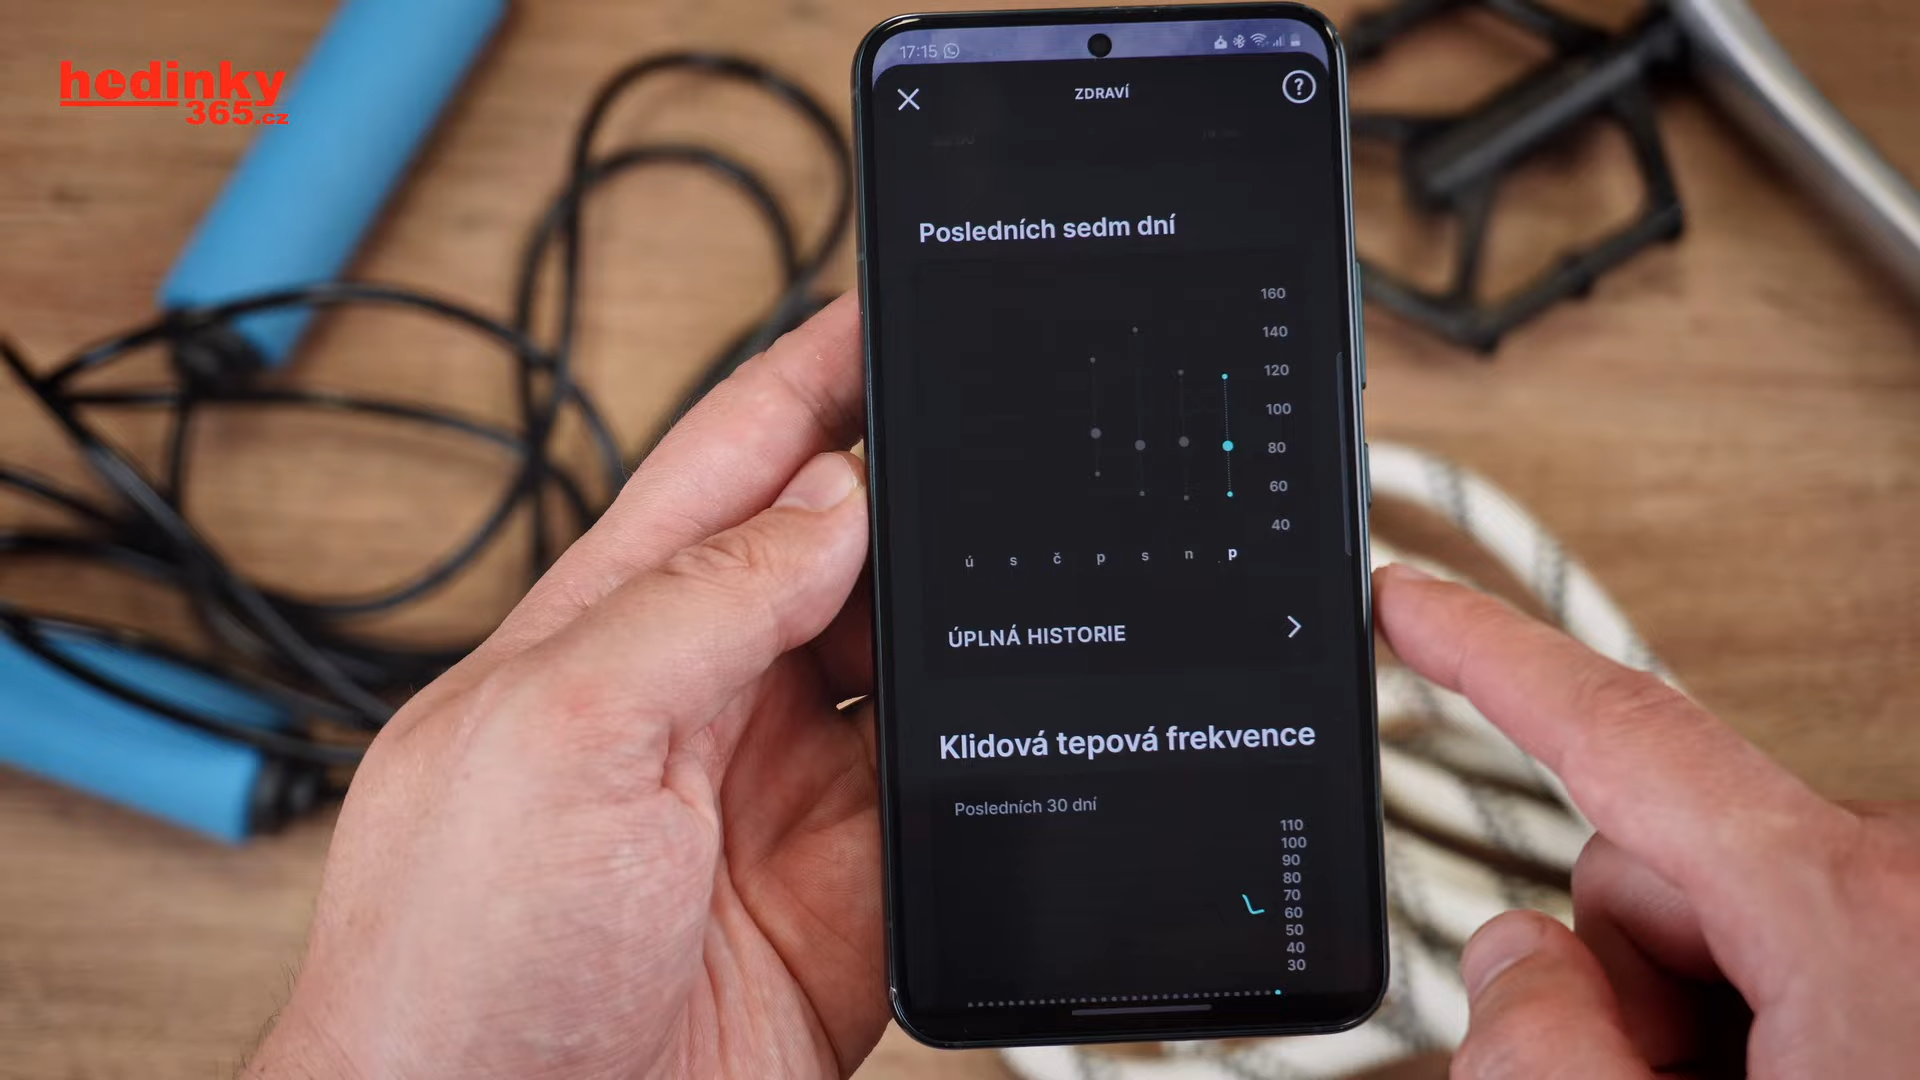 hodinky
365.cz
17:15
ZDRAVÍ
?
Posledních sedm dní
160
140
120
100
80
60
40
ú s č p s n p
ÚPLNÁ HISTORIE
Klidová tepová frekvence
Posledních 30 dní
110
100
90
80
70
60
50
40
30